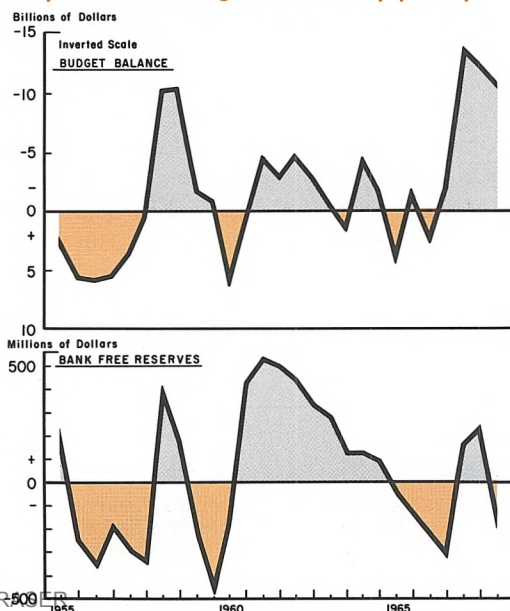 Billions of Dollars
-15
Inverted Scale
BUDGET BALANCE
-10
-5
–
0
+
5
10
Millions of Dollars
500
BANK FREE RESERVES
+
0
–
-500
1955 1960 1965